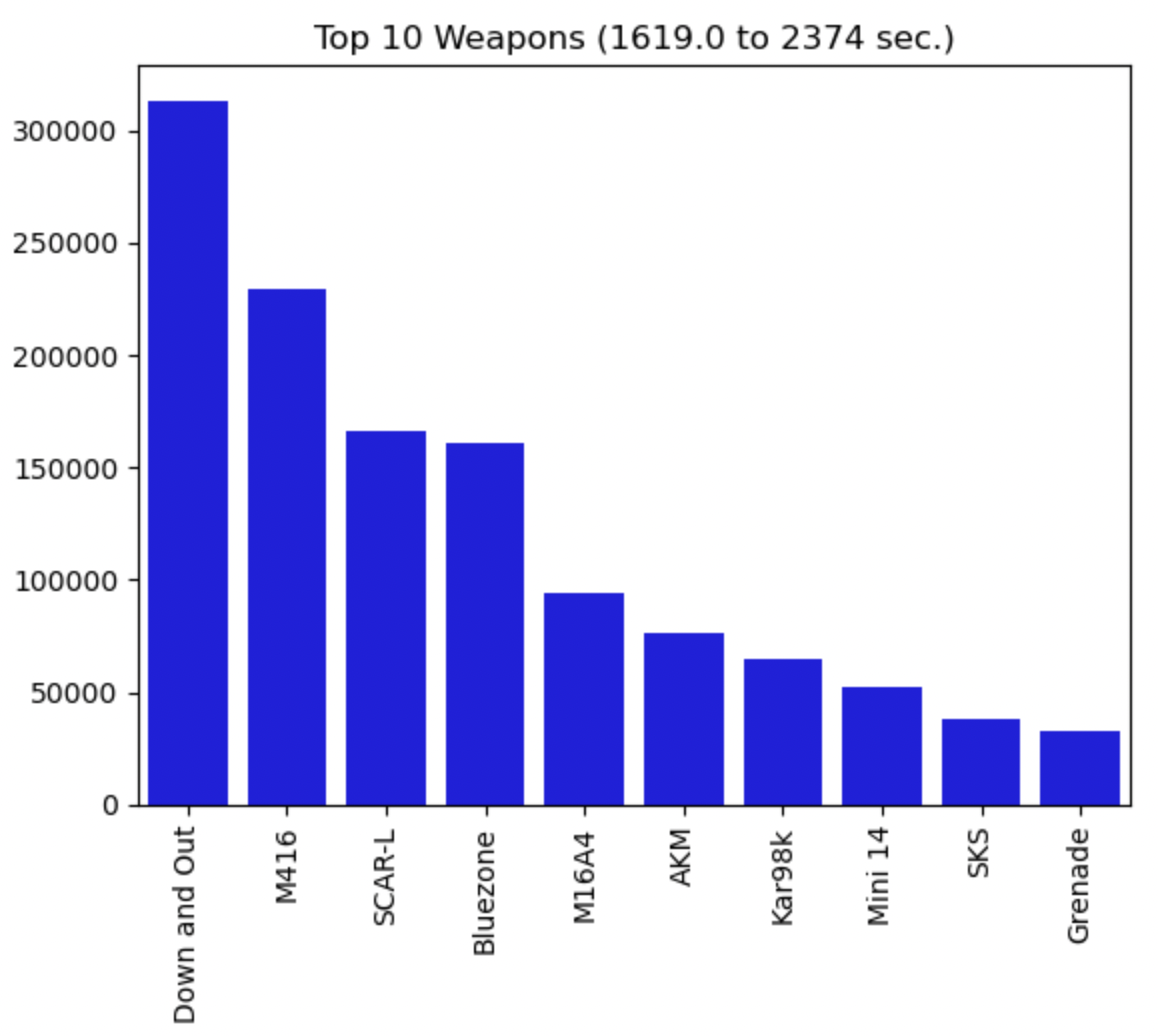 Top 10 Weapons (1619.0 to 2374 sec.)
300000
250000
200000
150000
100000
50000
0
Down and Out
M416
SCAR-L
Bluezone
M16A4
AKM
Kar98k
Mini 14
SKS
Grenade